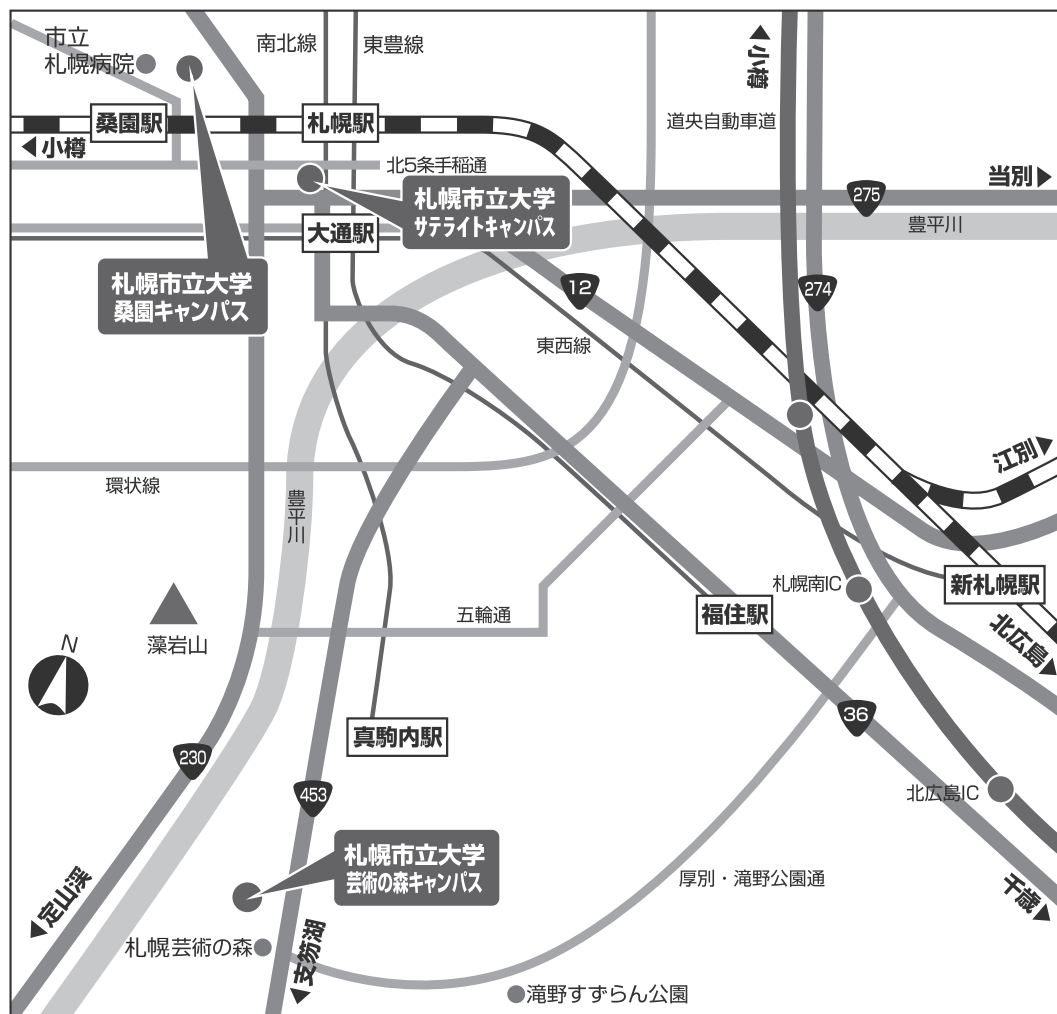 市立
札幌病院
南北線
東豊線
小樽
桑園駅
札幌駅
道央自動車道
小樽
北5条手稲通
当別
札幌市立大学
サテライトキャンパス
275
大通駅
豊平川
札幌市立大学
桑園キャンパス
12
274
東西線
江別
環状線
豊平川
札幌南IC
新札幌駅
福住駅
五輪通
北広島
藻岩山
N
36
真駒内駅
230
453
北広島IC
札幌市立大学
芸術の森キャンパス
厚別・滝野公園通
定山渓
千歳
札幌芸術の森
支笏湖
滝野すずらん公園